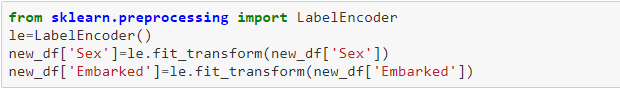 from sklearn.preprocessing import LabelEncoder
le=LabelEncoder()
new_df['Sex']=le.fit_transform(new_df['Sex'])
new_df['Embarked']=le.fit_transform(new_df['Embarked'])